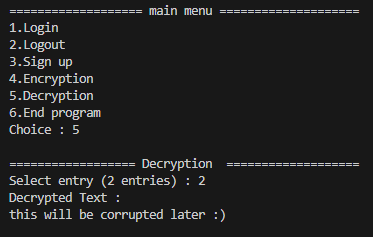 =================== main menu ====================
1.Login
2.Logout
3.Sign up
4.Encryption
5.Decryption
6.End program
Choice : 5
================== Decryption  ===================
Select entry (2 entries) : 2
Decrypted Text :
this will be corrupted later :)